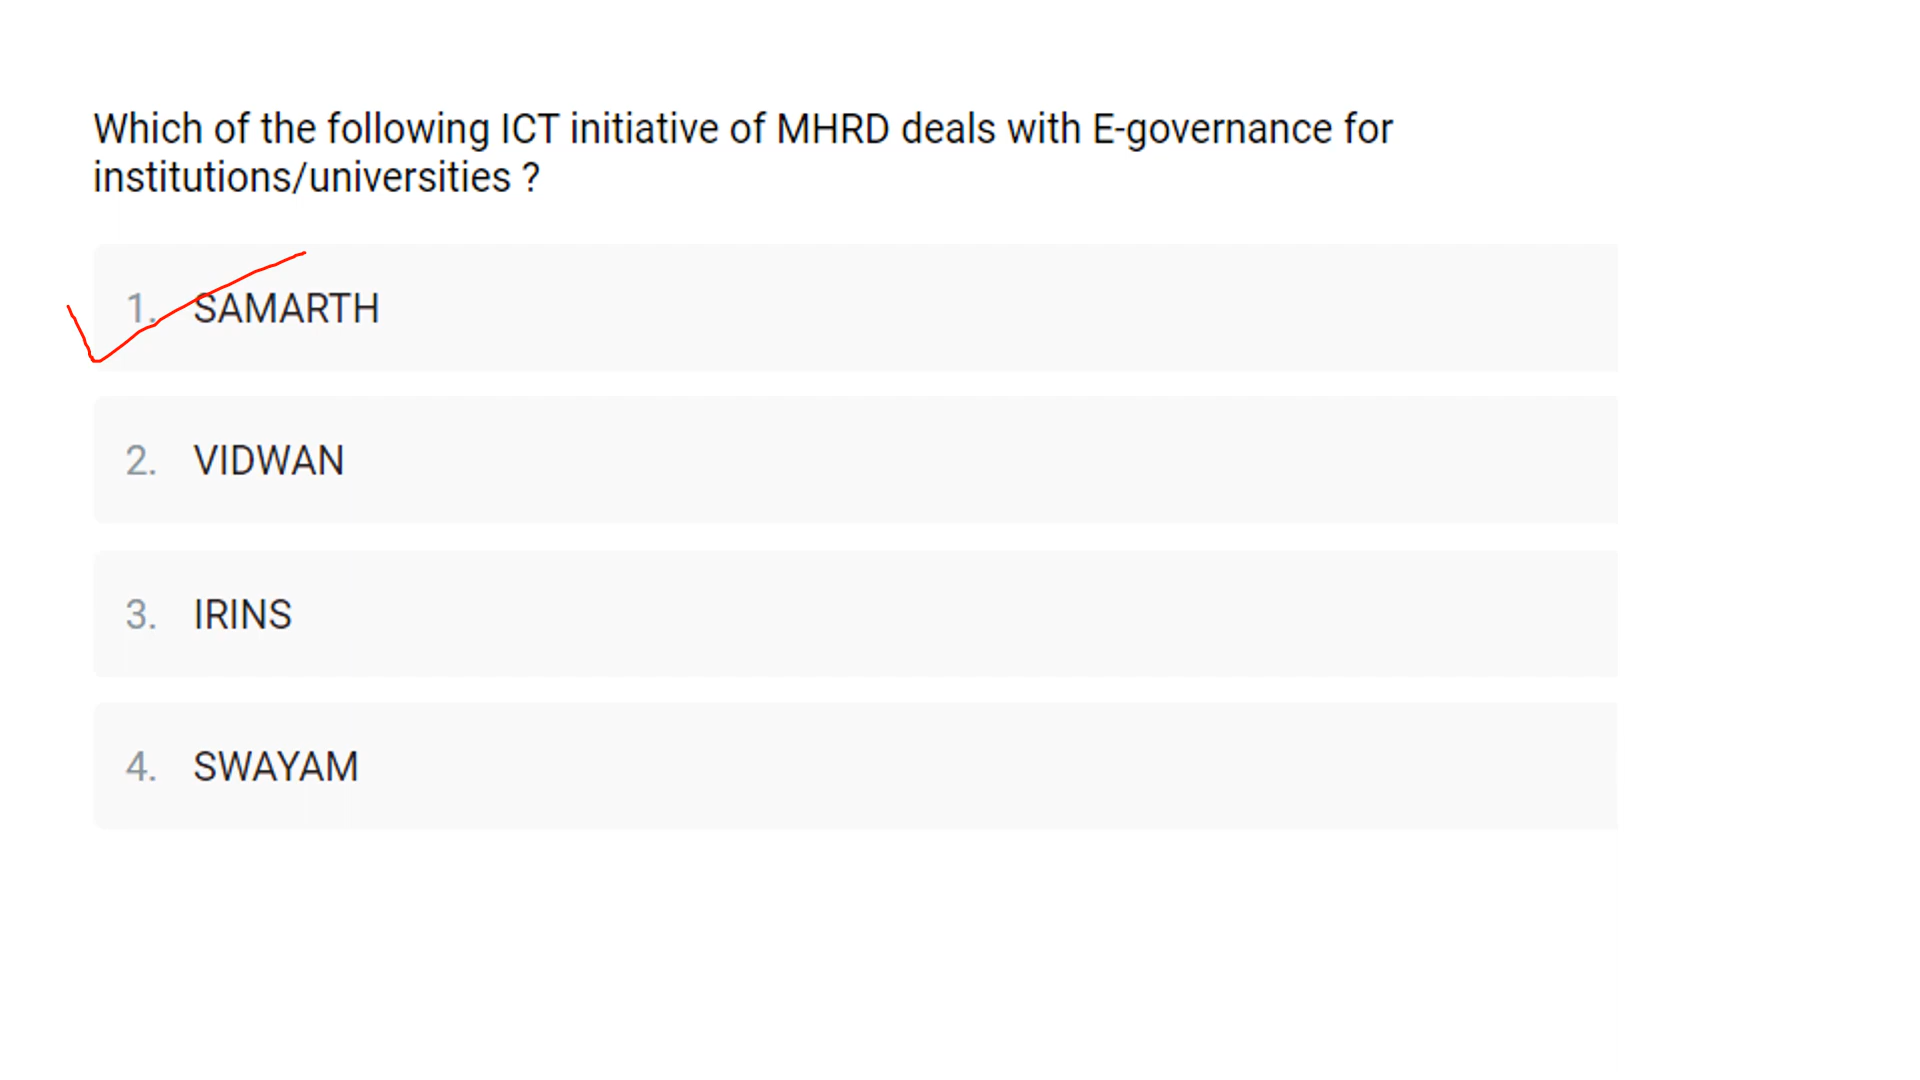 Which of the following ICT initiative of MHRD deals with E-governance for
institutions/universities ?
1. SAMARTH
2. VIDWAN
3. IRINS
4. SWAYAM